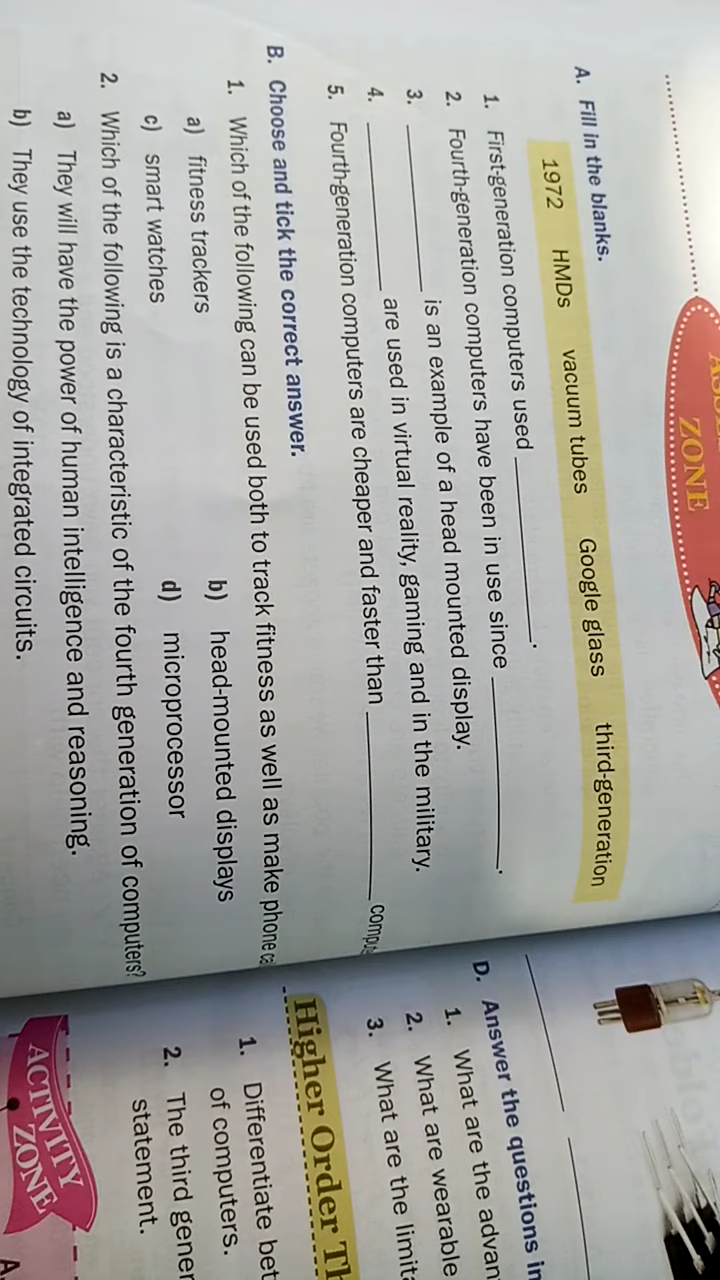 ZONE
A. Fill in the blanks.
1972 HMDs vacuum tubes Google glass third-generation
1. First-generation computers used ____________.
2. Fourth-generation computers have been in use since ____________.
3. ____________ is an example of a head mounted display.
4. ____________ are used in virtual reality, gaming and in the military.
5. Fourth-generation computers are cheaper and faster than ____________
B. Choose and tick the correct answer.
1. Which of the following can be used both to track fitness as well as make phone
a) fitness trackers b) head-mounted displays
c) smart watches d) microprocessor
2. Which of the following is a characteristic of the fourth generation of computers?
a) They will have the power of human intelligence and reasoning.
b) They use the technology of integrated circuits.
D. Answer the questions in
1. What are the
2. What are wearable
3. What are the
Higher Order
1. Differentiate
of computers.
2. The third
statement.
ACTIVITY
ZONE
A.